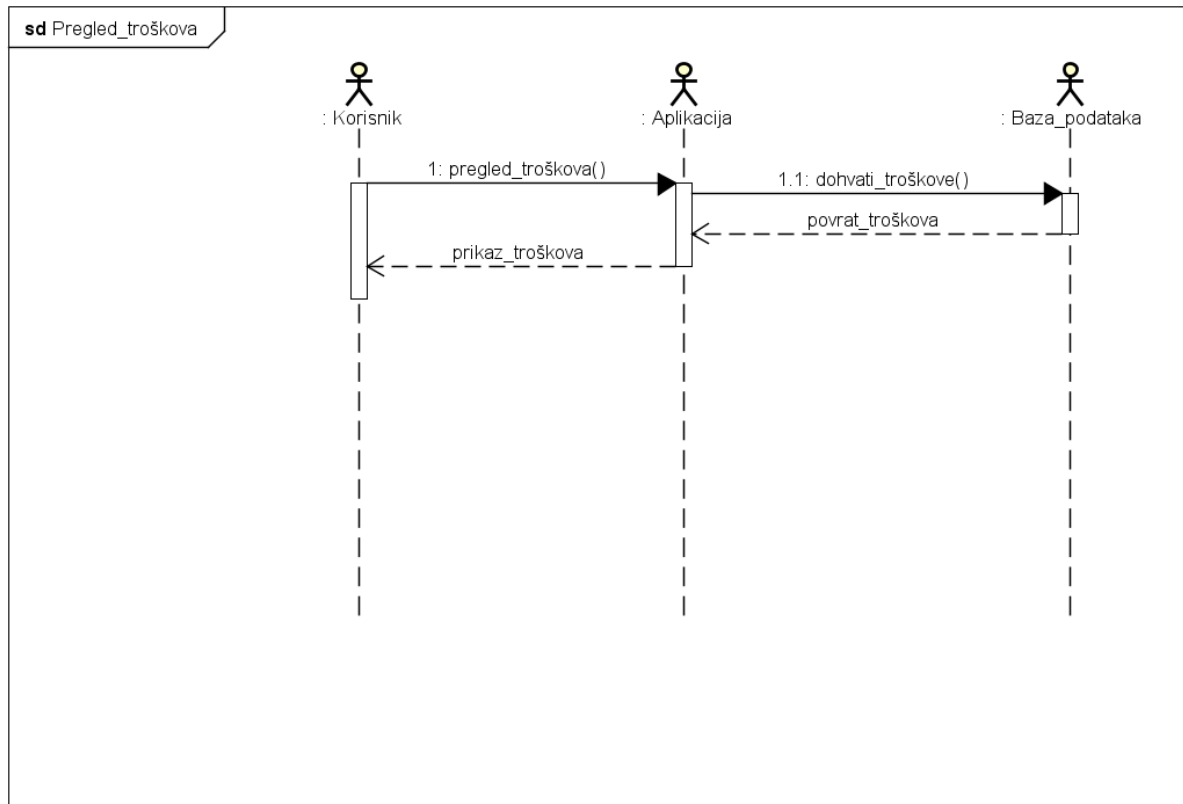 sd Pregled_troškova
: Korisnik
: Aplikacija
: Baza_podataka
1: pregled_troškova()
1.1: dohvati_troškove()
povrat_troškova
prikaz_troškova